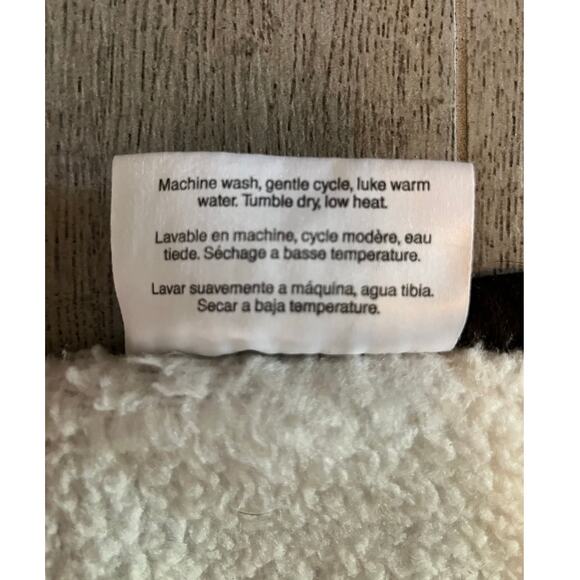 Machine wash, gentle cycle, luke warm
water. Tumble dry, low heat.
Lavable en machine, cycle modère, eau
tiede. Séchage a basse temperature.
Lavar suavemente a máquina, agua tibia.
Secar a baja temperature.